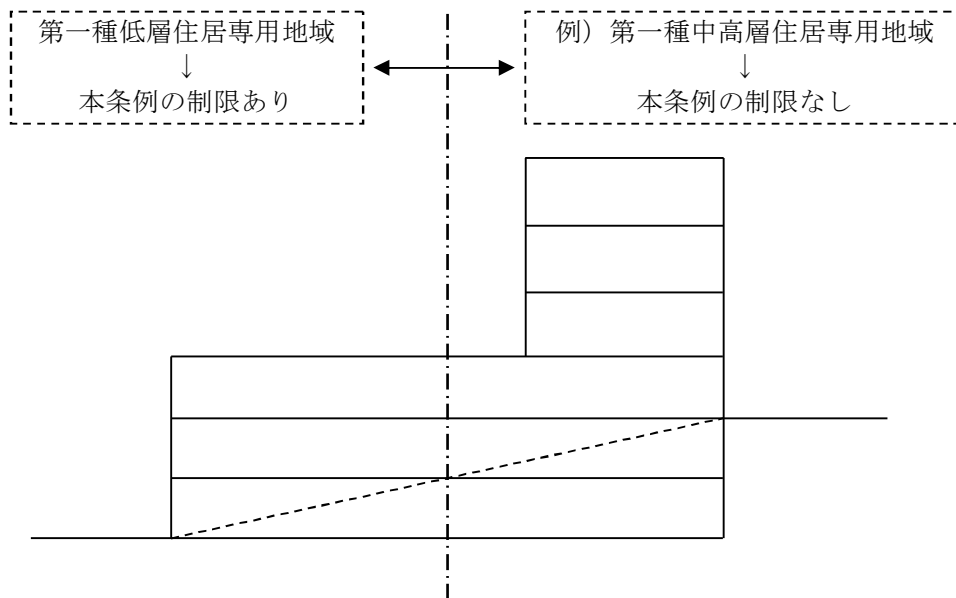 第一種低層住居専用地域
↓
本条例の制限あり
例）第一種中高層住居専用地域
↓
本条例の制限なし